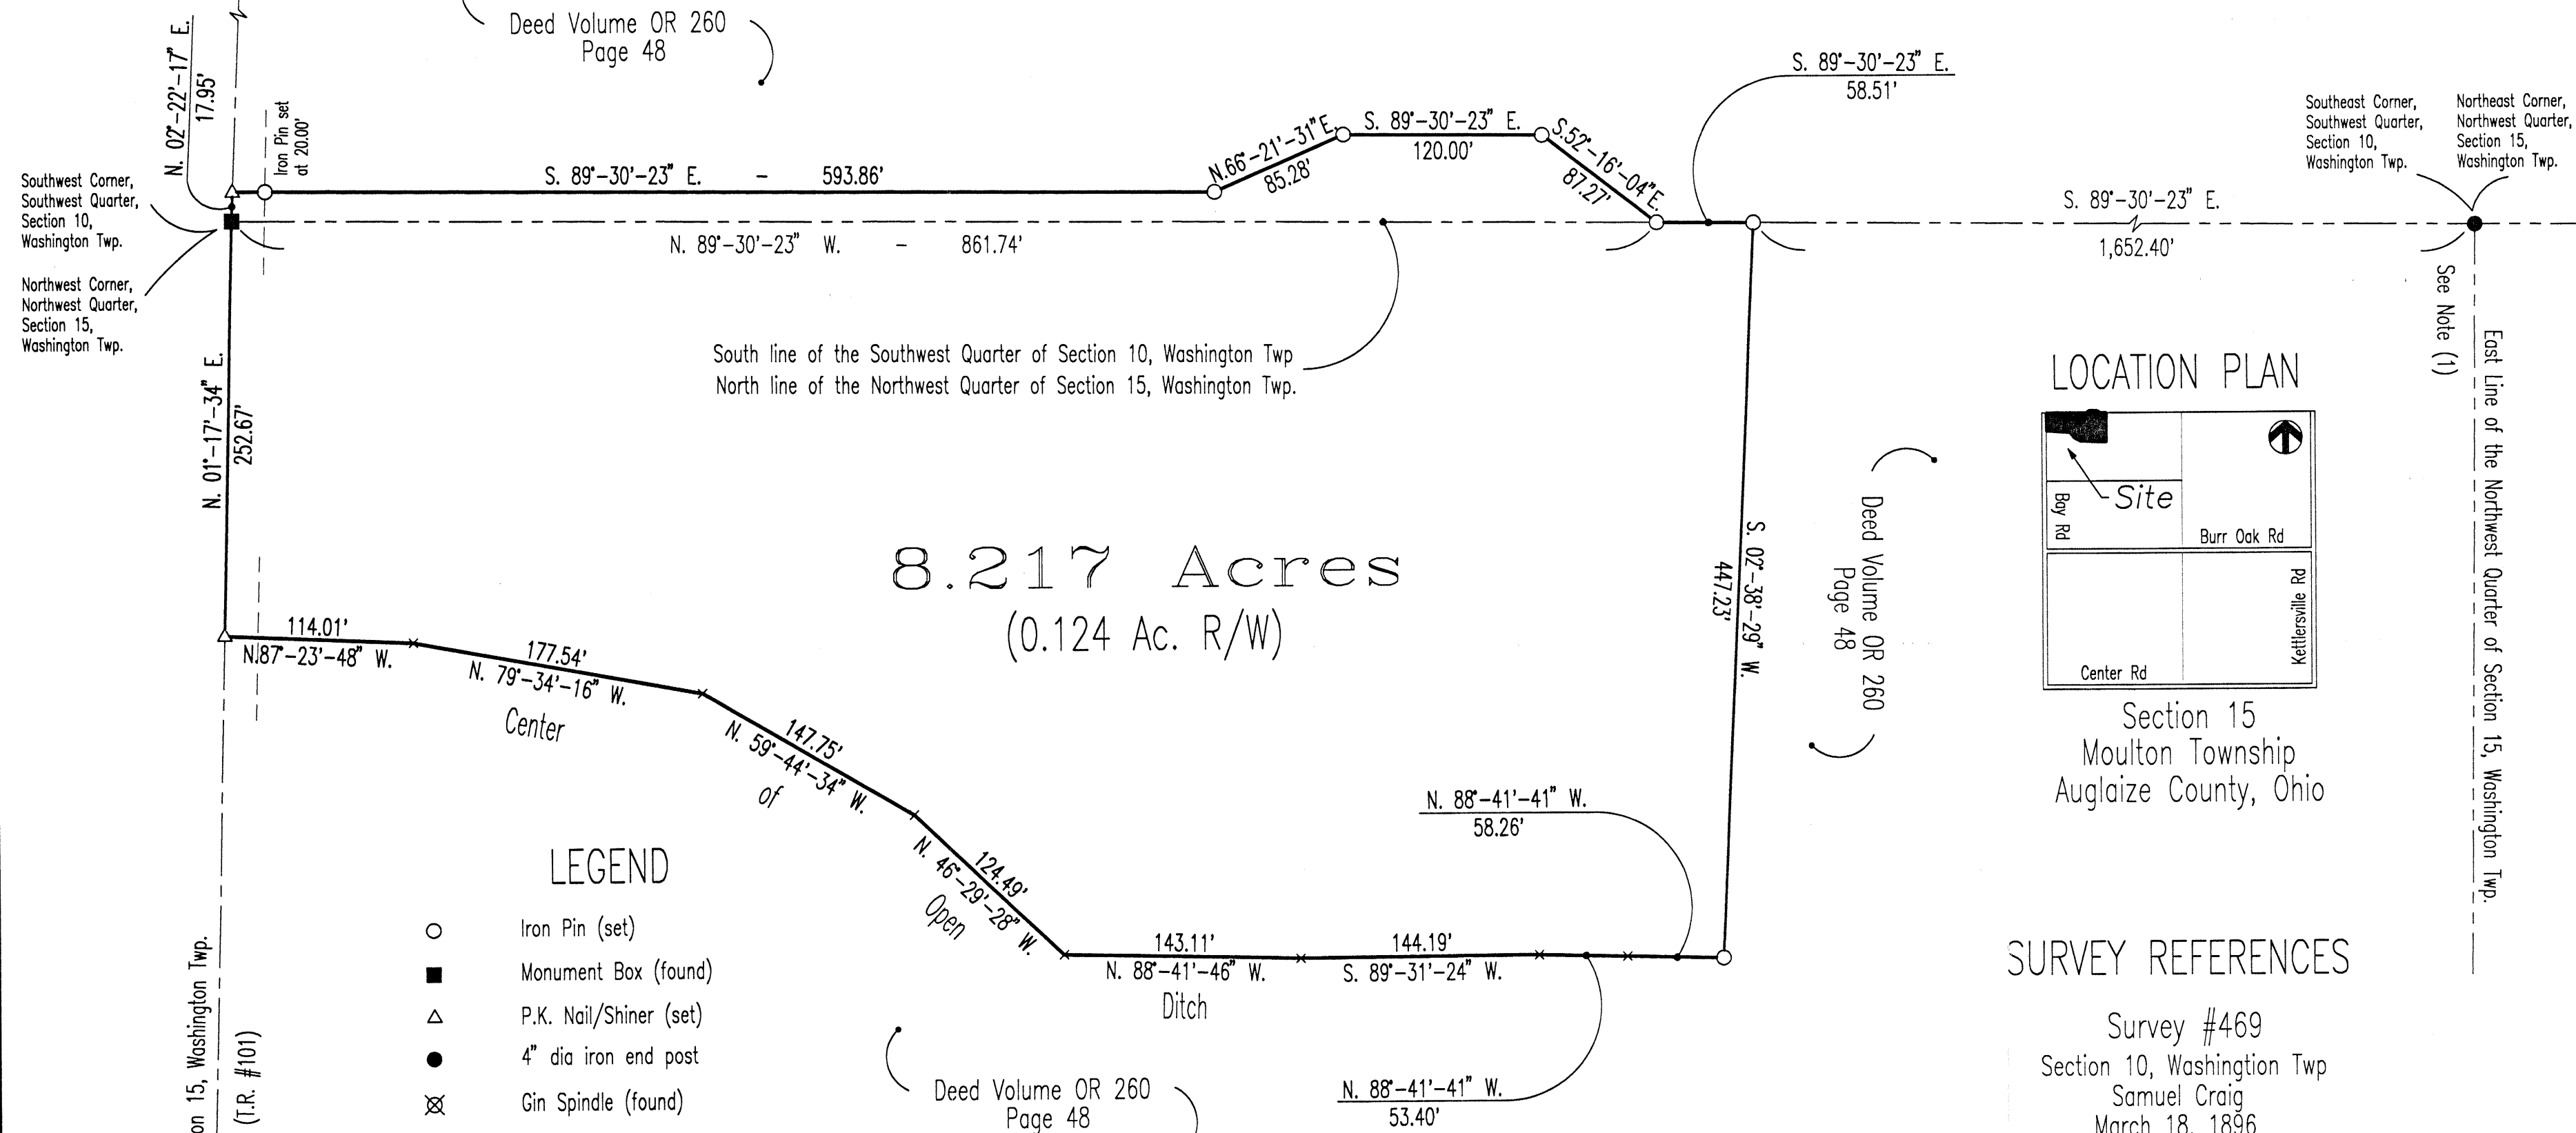 Deed Volume OR 260
Page 48
N. 02°-22'-17" E.
17.95'
Iron Pin set
at 20.00'
S. 89°-30'-23" E. - 593.86'
N.66°-21'-31"E.
85.28'
S. 89°-30'-23" E.
120.00'
S.52°-16'-04"E.
87.27'
S. 89°-30'-23" E.
58.51'
Southeast Corner,
Southwest Quarter,
Section 10,
Washington Twp.
Northeast Corner,
Northwest Quarter,
Section 15,
Washington Twp.
Southwest Corner,
Southwest Quarter,
Section 10,
Washington Twp.
Northwest Corner,
Northwest Quarter,
Section 15,
Washington Twp.
N. 89°-30'-23" W. - 861.74'
S. 89°-30'-23" E.
1,652.40'
See Note (1)
East Line of the Northwest Quarter of Section 15, Washington Twp.
South line of the Southwest Quarter of Section 10, Washington Twp
North line of the Northwest Quarter of Section 15, Washington Twp.
N. 01°-17'-34" E.
252.67'
8.217 Acres
(0.124 Ac. R/W)
S. 02°-38'-29" W.
447.23'
Deed Volume OR 260
Page 48
LOCATION PLAN
Site
Bay Rd
Burr Oak Rd
Kettlersville Rd
Center Rd
Section 15
Moulton Township
Auglaize County, Ohio
114.01'
N.87°-23'-48" W.
177.54'
N. 79°-34'-16" W.
Center
147.75'
N. 59°-44'-34" W.
of
124.49'
N. 46°-29'-28" W.
Open
143.11'
N. 88°-41'-46" W.
Ditch
144.19'
S. 89°-31'-24" W.
N. 88°-41'-41" W.
58.26'
N. 88°-41'-41" W.
53.40'
LEGEND
Iron Pin (set)
Monument Box (found)
P.K. Nail/Shiner (set)
4" dia iron end post
Gin Spindle (found)
on 15, Washington Twp.
(T.R. #101)
Deed Volume OR 260
Page 48
SURVEY REFERENCES
Survey #469
Section 10, Washingtion Twp
Samuel Craig
March 18, 1896